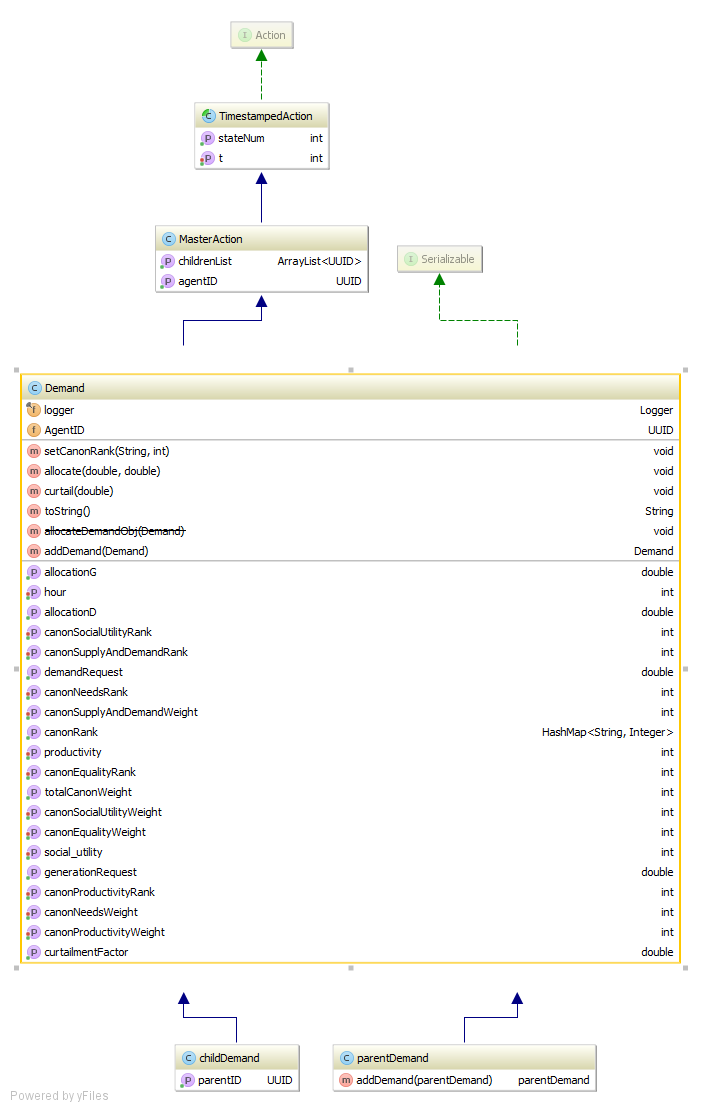 I Action
C TimestampedAction
P stateNum int
P t int
C MasterAction
P childrenList ArrayList<UUID>
P agentID UUID
I Serializable
C Demand
f logger Logger
f AgentID UUID
m setCanonRank(String, int) void
m allocate(double, double) void
m curtail(double) void
m toString() String
m allocateDemandObj(Demand) void
m addDemand(Demand) Demand
P allocationG double
P hour int
P allocationD double
P canonSocialUtilityRank int
P canonSupplyAndDemandRank int
P demandRequest double
P canonNeedsRank int
P canonSupplyAndDemandWeight int
P canonRank HashMap<String, Integer>
P productivity int
P canonEqualityRank int
P totalCanonWeight int
P canonSocialUtilityWeight int
P canonEqualityWeight int
P social_utility int
P generationRequest double
P canonProductivityRank int
P canonNeedsWeight int
P canonProductivityWeight int
P curtailmentFactor double
C childDemand
P parentID UUID
C parentDemand
m addDemand(parentDemand) parentDemand
Powered by yFiles